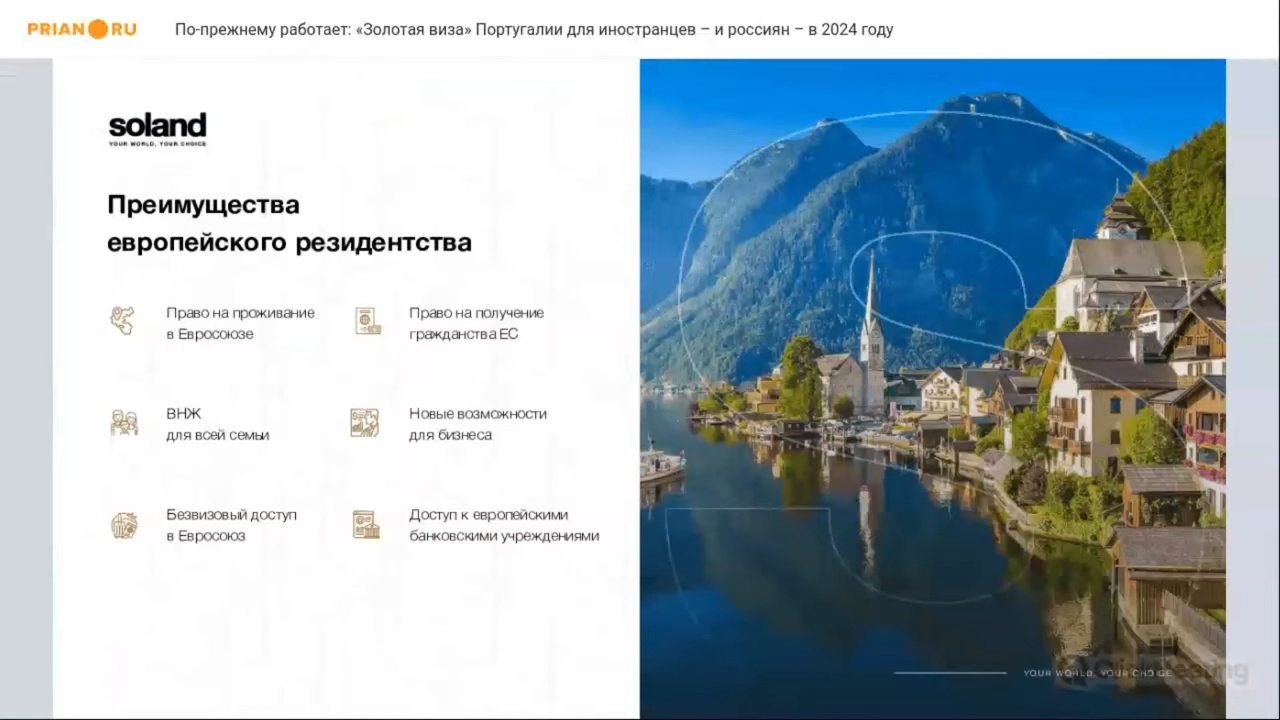 PRIAN RU
По-прежнему работает: «Золотая виза» Португалии для иностранцев – и россиян – в 2024 году
soland
YOUR WORLD, YOUR CHOICE
Преимущества
европейского резидентства
Право на проживание
в Евросоюзе
Право на получение
гражданства ЕС
ВНЖ
для всей семьи
Новые возможности
для бизнеса
Безвизовый доступ
в Евросоюз
Доступ к европейскими
банковскими учреждениями
YOUR WORLD, YOUR CHOICE